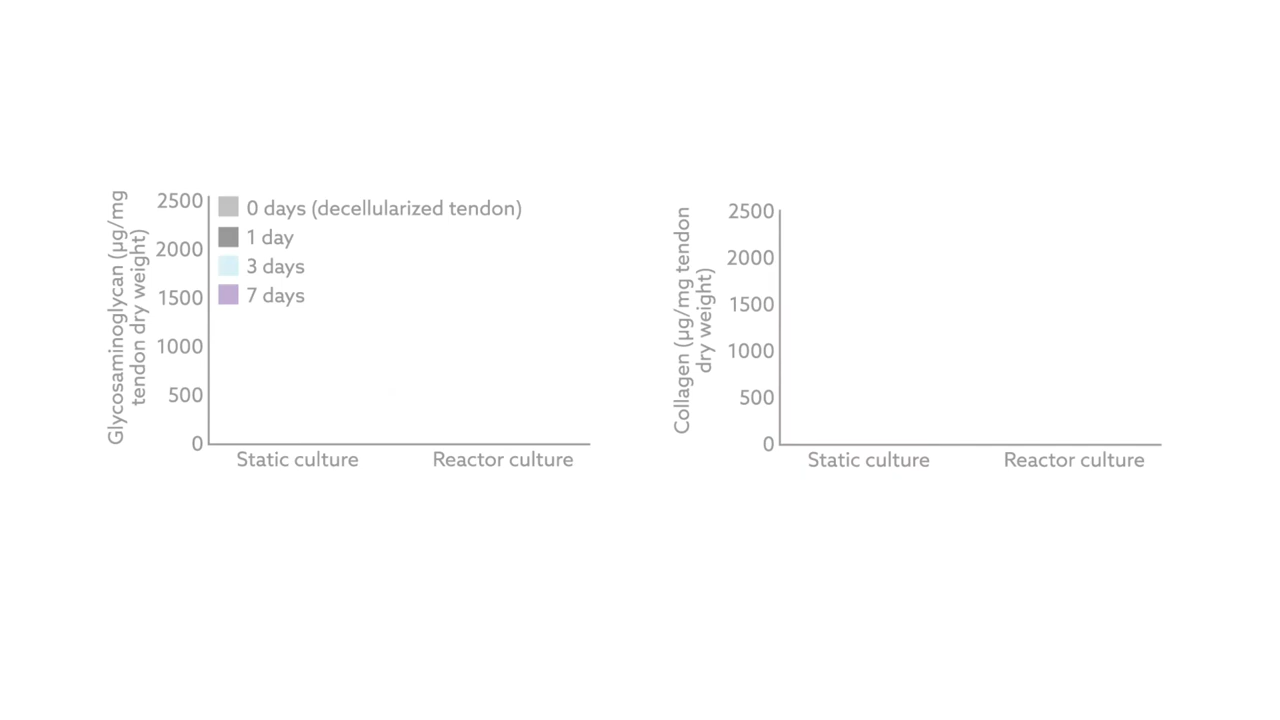 Glycosaminoglycan (µg/mg
tendon dry weight)
2500
2000
1500
1000
500
0
0 days (decellularized tendon)
1 day
3 days
7 days
Static culture
Reactor culture
Collagen (µg/mg tendon
dry weight)
2500
2000
1500
1000
500
0
Static culture
Reactor culture